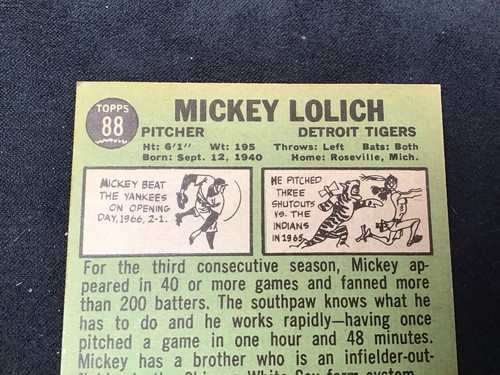 TOPPS
88
MICKEY LOLICH
PITCHER DETROIT TIGERS
Ht: 6'1" Wt: 195 Throws: Left Bats: Both
Born: Sept. 12, 1940 Home: Roseville, Mich.
MICKEY BEAT
THE YANKEES
ON OPENING
DAY, 1966, 2-1.
HE PITCHED
THREE
SHUTOUTS
VS. THE
INDIANS
IN 1965.
For the third consecutive season, Mickey ap-
peared in 40 or more games and fanned more
than 200 batters. The southpaw knows what he
has to do and he works rapidly—having once
pitched a game in one hour and 48 minutes.
Mickey has a brother who is an infielder-out-